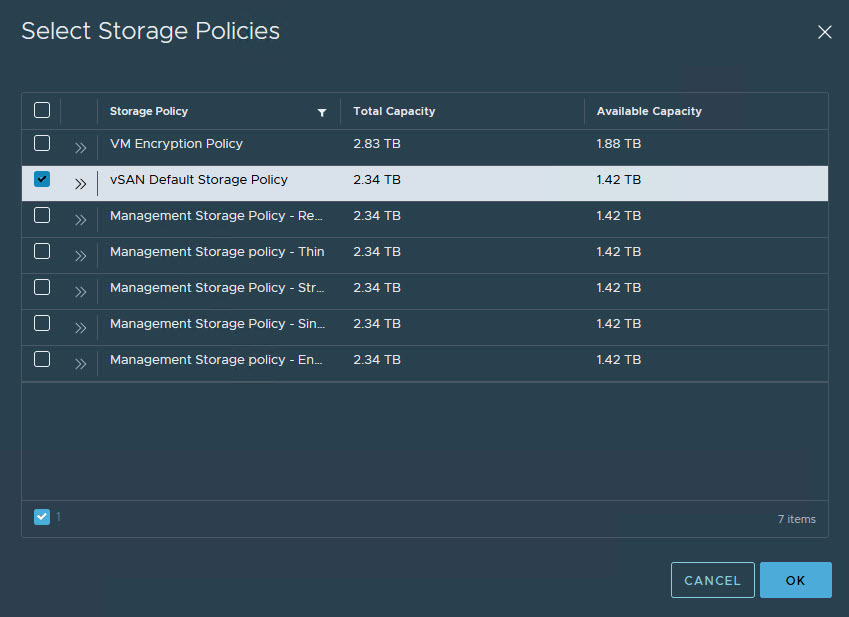 Select Storage Policies
Storage Policy Total Capacity Available Capacity
VM Encryption Policy 2.83 TB 1.88 TB
vSAN Default Storage Policy 2.34 TB 1.42 TB
Management Storage Policy - Re... 2.34 TB 1.42 TB
Management Storage policy - Thin 2.34 TB 1.42 TB
Management Storage Policy - Str... 2.34 TB 1.42 TB
Management Storage Policy - Sin... 2.34 TB 1.42 TB
Management Storage policy - En... 2.34 TB 1.42 TB
1 7 items
CANCEL OK